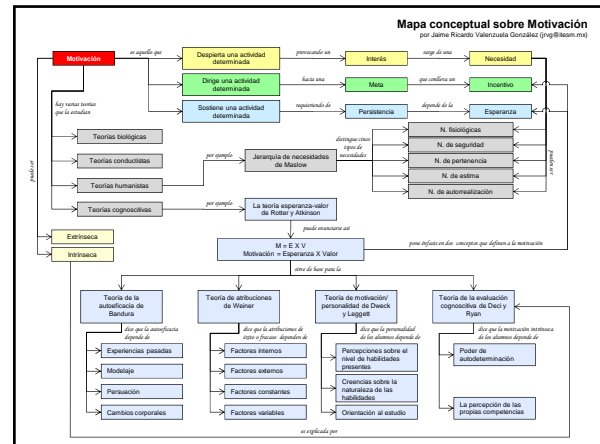 Mapa conceptual sobre Motivación
por Jaime Ricardo Valenzuela González (jrvg@itesm.mx)
Motivación
es aquello que
Despierta una actividad
determinada
provocando un
Interés
surge de una
Necesidad
Dirige una actividad
determinada
hacia una
Meta
que conlleva un
Incentivo
Sostiene una actividad
determinada
requiriendo de
Persistencia
depende de la
Esperanza
hay varias teorías
que la estudian
Teorías biológicas
Teorías conductistas
Teorías humanistas
Teorías cognoscitivas
por ejemplo
Jerarquía de necesidades
de Maslow
distingue cinco
tipos de
necesidades
N. fisiológicas
N. de seguridad
N. de pertenencia
N. de estima
N. de autorrealización
pueden ser
por ejemplo
La teoría esperanza-valor
de Rotter y Atkinson
puede enunciarse así
puede ser
Extrínseca
Intrínseca
M = E X V
Motivación = Esperanza X Valor
pone énfasis en dos conceptos que definen a la motivación
sirve de base para la
Teoría de la
autoeficacia de
Bandura
Teoría de atribuciones
de Weiner
Teoría de motivación/
personalidad de Dweck
y Leggett
Teoría de la evaluación
cognoscitiva de Deci y
Ryan
dice que la autoeficacia
depende de
Experiencias pasadas
Modelaje
Persuación
Cambios corporales
dice que la atribuciones de
éxito o fracaso dependen de
Factores internos
Factores externos
Factores constantes
Factores variables
dice que la personalidad
de los alumnos depende de
Percepciones sobre el
nivel de habilidades
presentes
Creencias sobre la
naturaleza de las
habilidades
Orientación al estudio
dice que la motivación intrínseca
de los alumnos depende de
Poder de
autodeterminación
La percepción de las
propias competencias
es explicada por